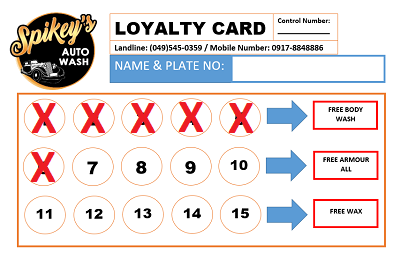 Spikey's
AUTO
WASH
LOYALTY CARD
Control Number:
Landline: (049)545-0359 / Mobile Number: 0917-8848886
NAME & PLATE NO:
X X X X X
FREE BODY
WASH
X 7 8 9 10
FREE ARMOUR
ALL
11 12 13 14 15
FREE WAX